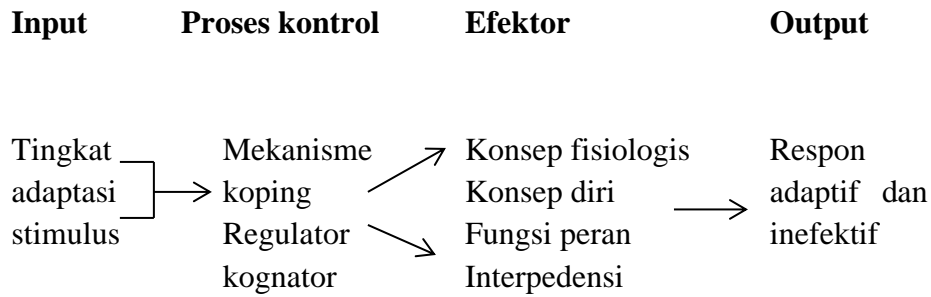 Input Proses kontrol Efektor Output
Tingkat Mekanisme Konsep fisiologis Respon
adaptasi koping Konsep diri adaptif dan
stimulus Regulator Fungsi peran inefektif
kognator Interpedensi